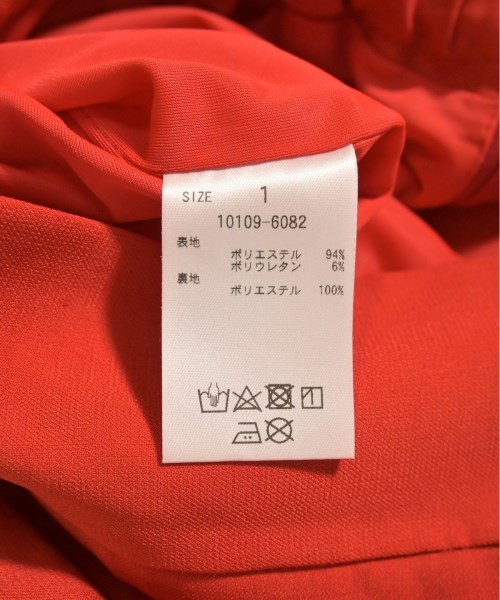 SIZE 1
10109-6082
表地
ポリエステル 94%
ポリウレタン 6%
裏地
ポリエステル 100%